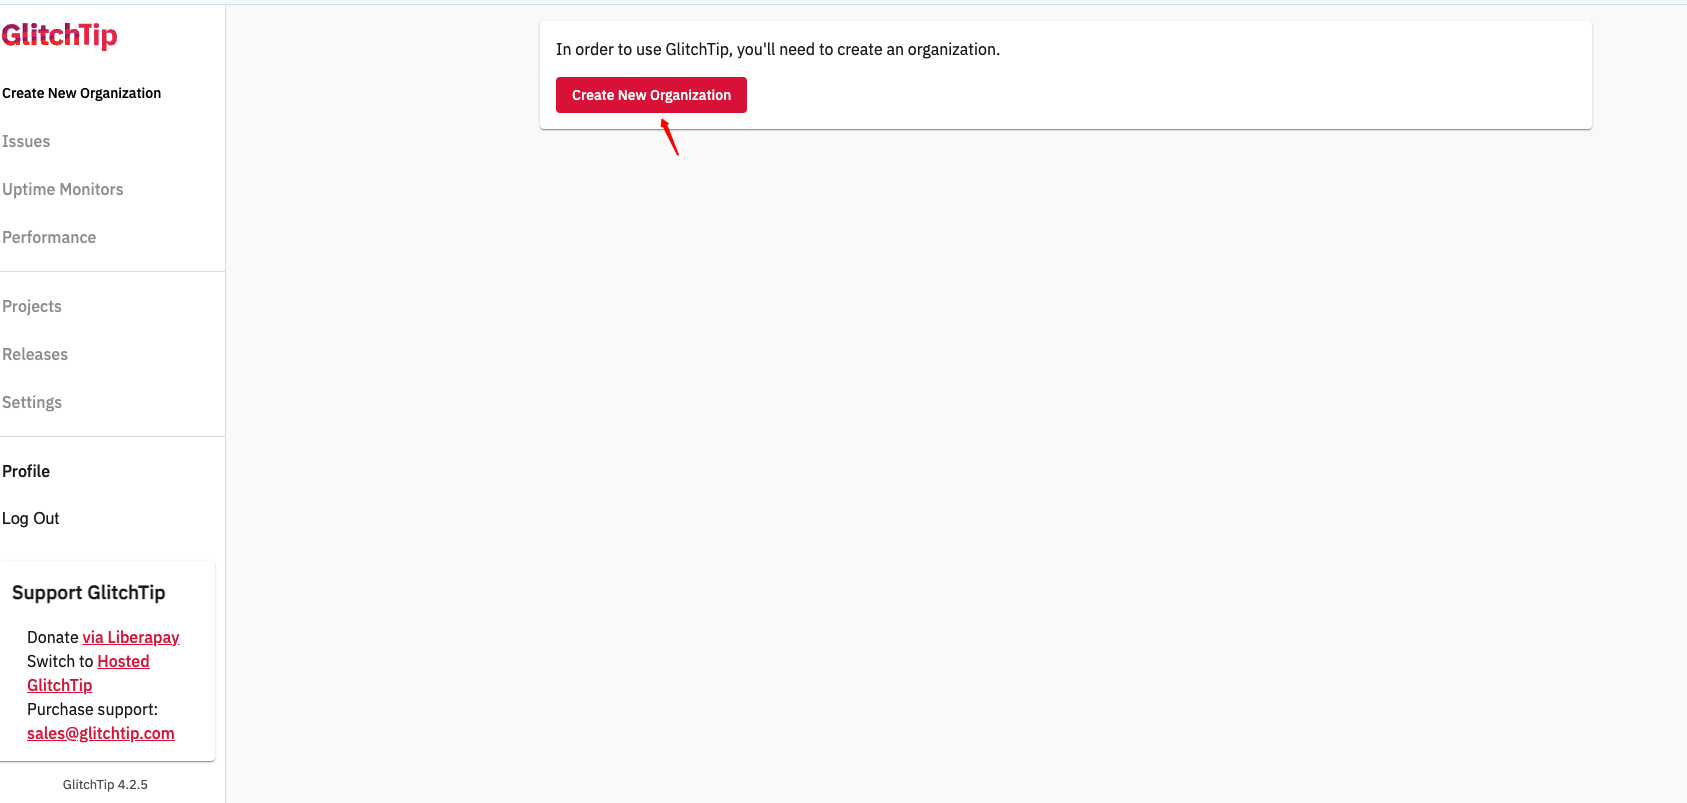 GlitchTip
Create New Organization
Issues
Uptime Monitors
Performance
Projects
Releases
Settings
Profile
Log Out
Support GlitchTip
Donate via Liberapay
Switch to Hosted
GlitchTip
Purchase support:
sales@glitchtip.com
GlitchTip 4.2.5
In order to use GlitchTip, you'll need to create an organization.
Create New Organization